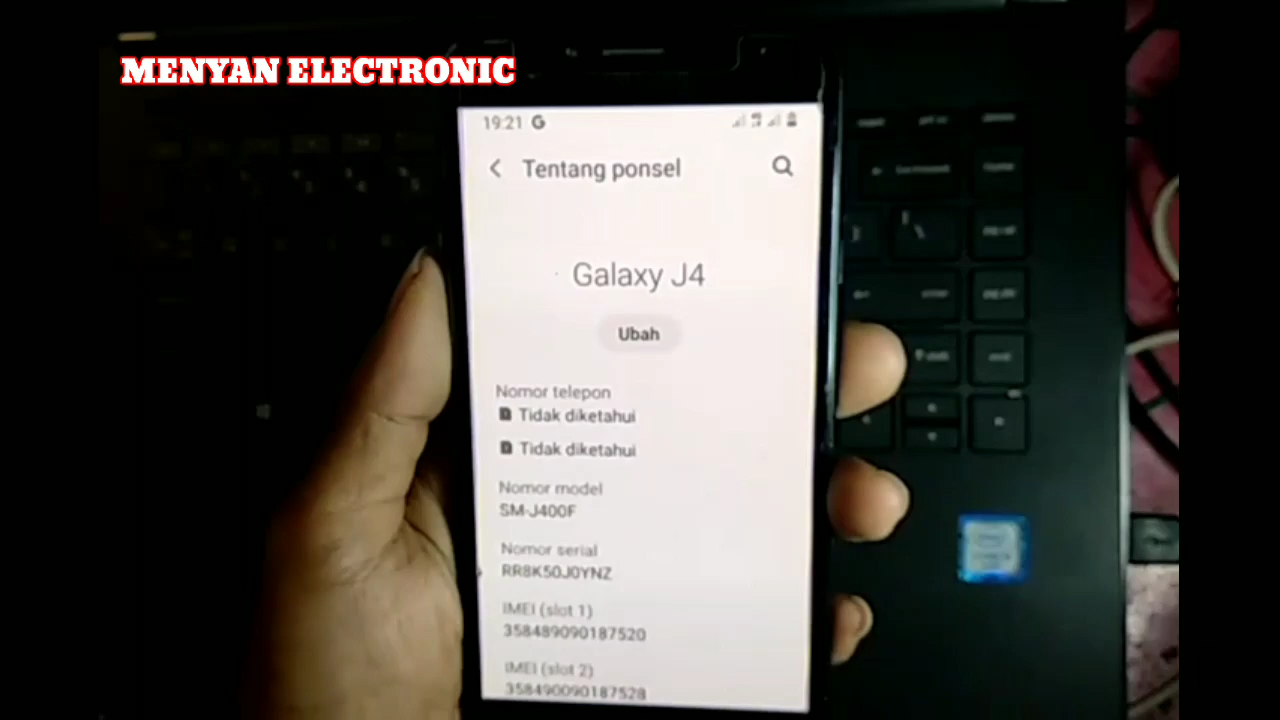 MENYAN ELECTRONIC
19:21 G
Tentang ponsel
Galaxy J4
Ubah
Nomor telepon
Tidak diketahui
Tidak diketahui
Nomor model
SM-J400F
Nomor serial
RR8K50J0YNZ
IMEI (slot 1)
358489090187520
IMEI (slot 2)
358490090187528